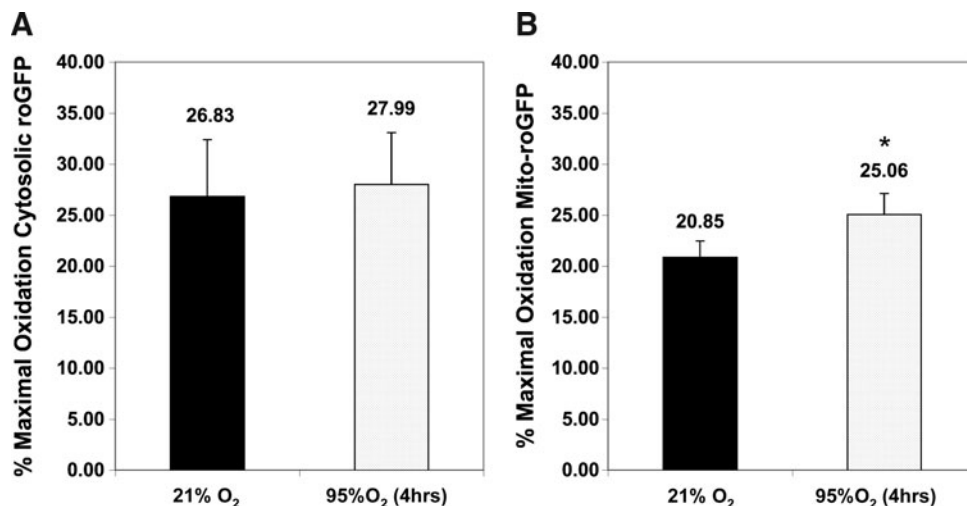 A
% Maximal Oxidation Cytosolic roGFP
40.00
35.00
30.00
25.00
20.00
15.00
10.00
5.00
0.00
26.83
27.99
21% O₂
95%O₂ (4hrs)
B
% Maximal Oxidation Mito-roGFP
40.00
35.00
30.00
25.00
20.00
15.00
10.00
5.00
0.00
20.85
*
25.06
21% O₂
95%O₂ (4hrs)